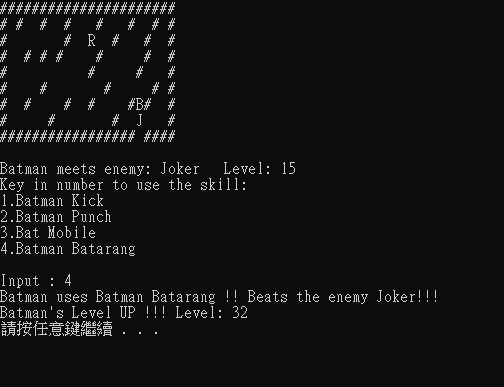 ######################
# #  #  #   #  #  # #
#       #  R  #   #  #
#  # # #    #     #  #
#          #     #   #
#    #       #     # #
#  #    #  #    #B#  #
#     #       #  J   #
################# ####
Batman meets enemy: Joker   Level: 15
Key in number to use the skill:
1.Batman Kick
2.Batman Punch
3.Bat Mobile
4.Batman Batarang
Input : 4
Batman uses Batman Batarang !! Beats the enemy Joker!!!
Batman's Level UP !!! Level: 32
請按任意鍵繼續 . . .